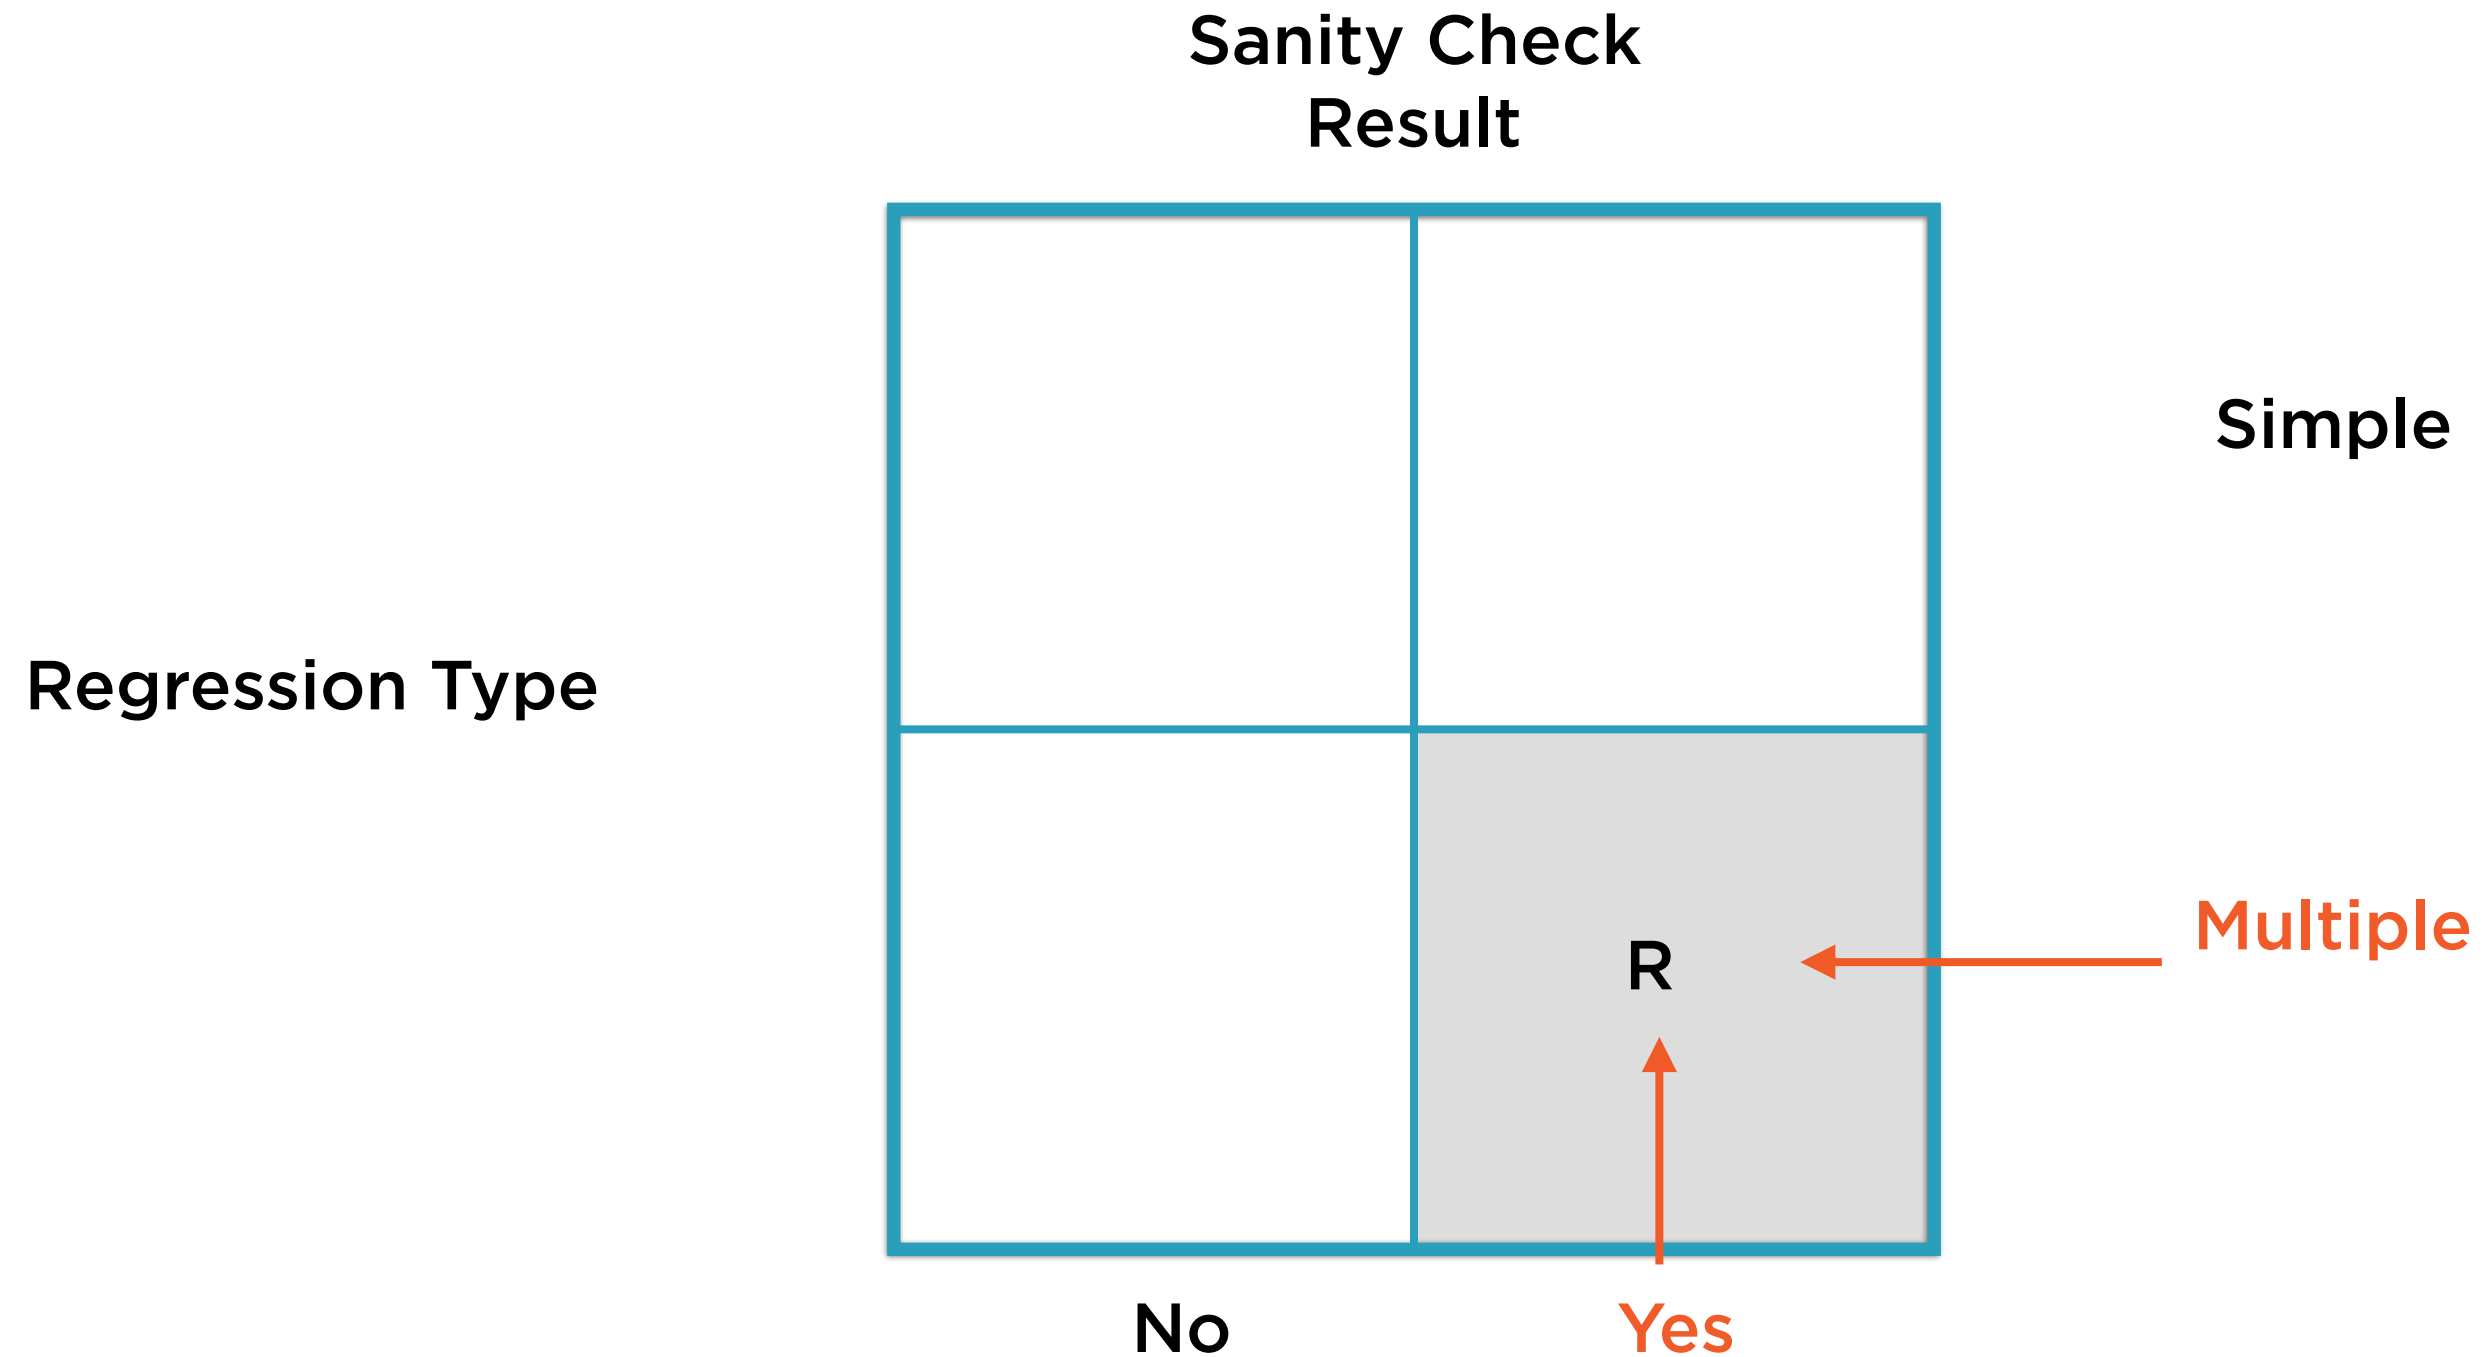 Sanity Check
Result
Simple
Regression Type
Multiple
R
No
Yes